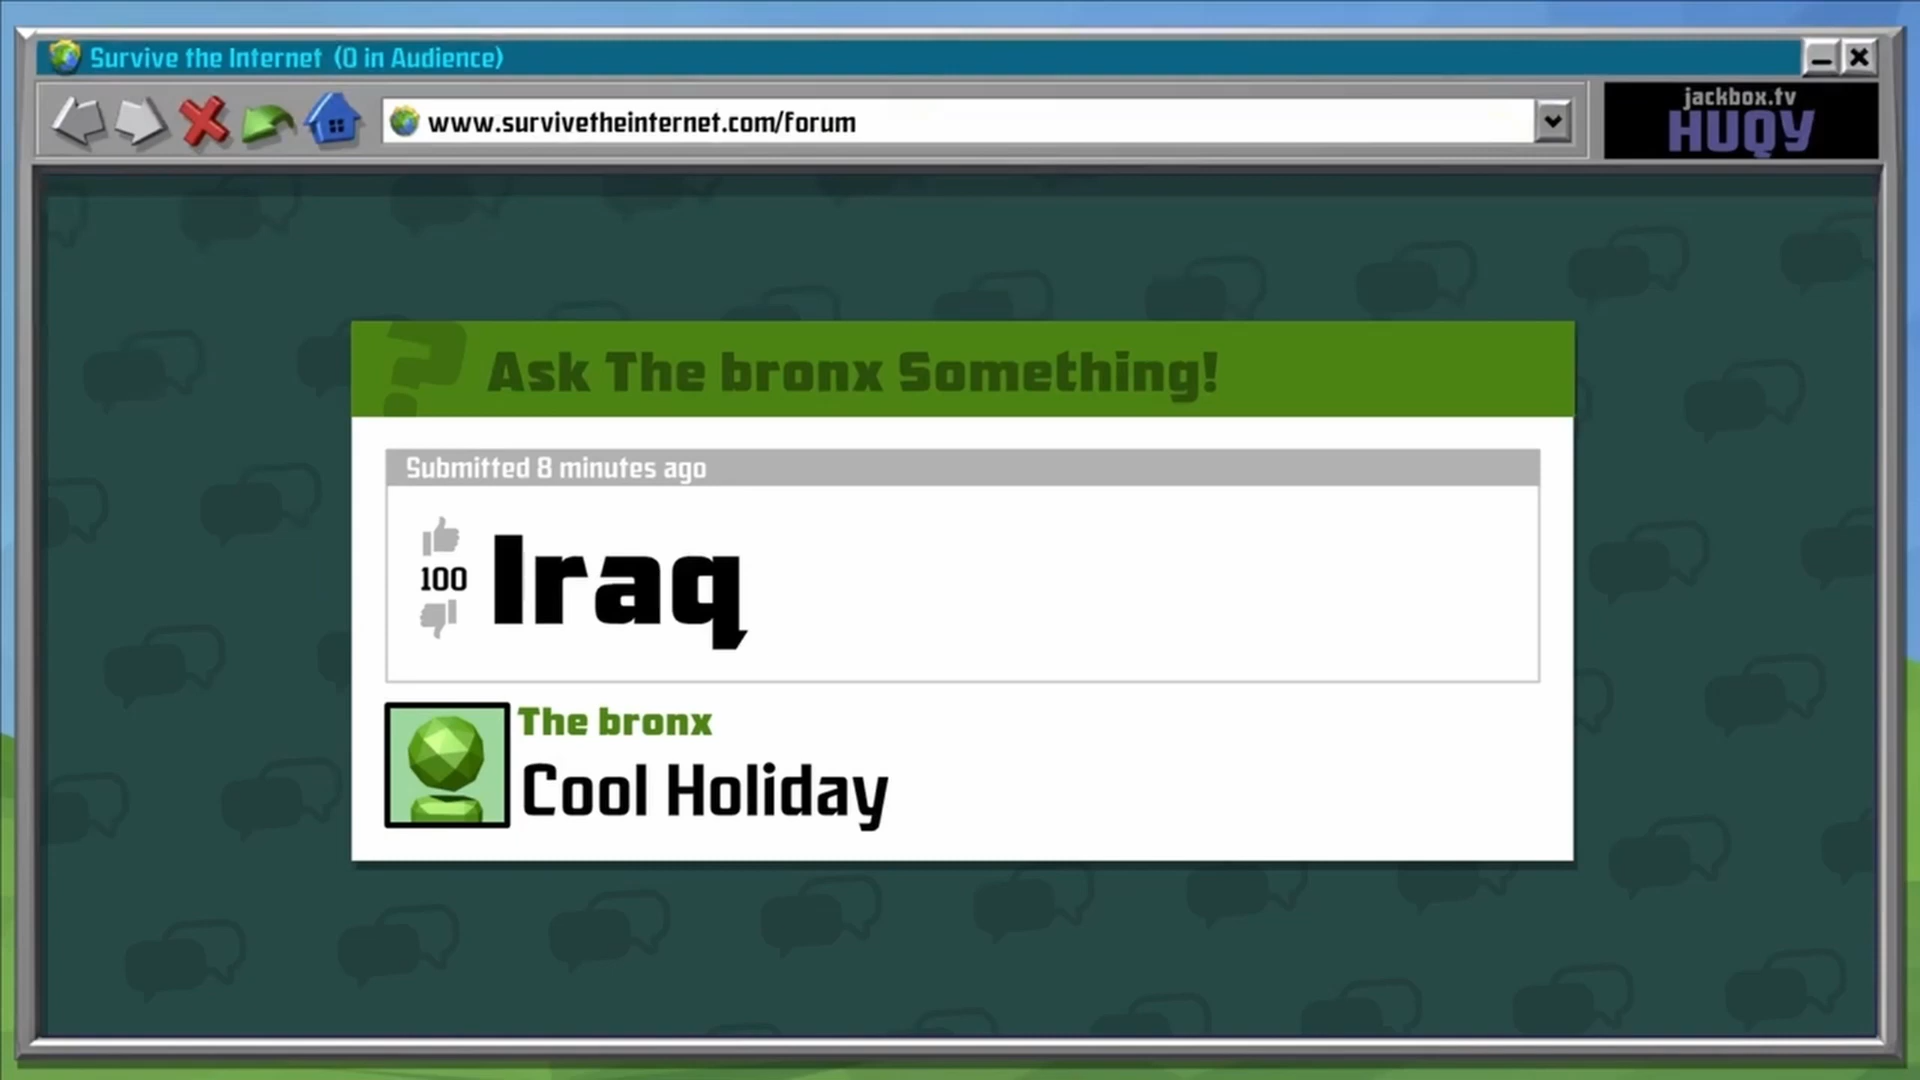 Survive the Internet (0 in Audience)
www.survivetheinternet.com/forum
jackbox.tv
HUQY
Ask The bronx Something!
Submitted 8 minutes ago
100
Iraq
The bronx
Cool Holiday